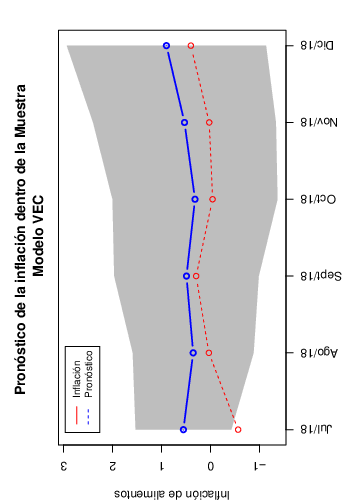 Pronóstico de la inflación dentro de la Muestra
Modelo VEC
Inflación
Pronóstico
Inflación de alimentos
3
2
1
0
−1
Jul/18
Ago/18
Sept/18
Oct/18
Nov/18
Dic/18